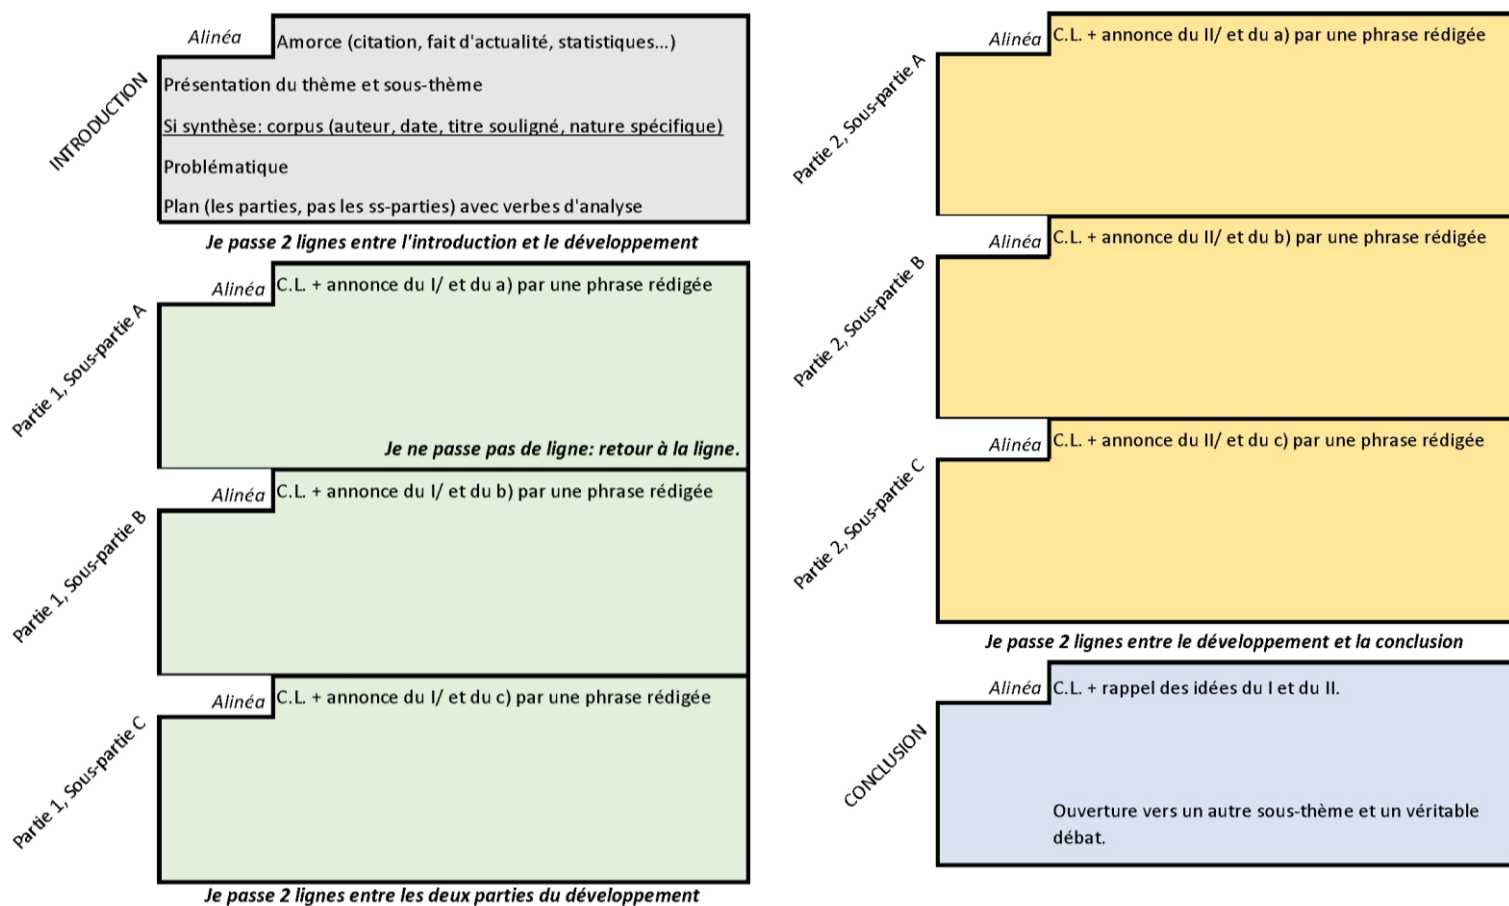 INTRODUCTION
Alinéa
Amorce (citation, fait d'actualité, statistiques...)
Présentation du thème et sous-thème
Si synthèse: corpus (auteur, date, titre souligné, nature spécifique)
Problématique
Plan (les parties, pas les ss-parties) avec verbes d'analyse
Je passe 2 lignes entre l'introduction et le développement
Partie 1, Sous-partie A
Alinéa
C.L. + annonce du I/ et du a) par une phrase rédigée
Je ne passe pas de ligne: retour à la ligne.
Partie 1, Sous-partie B
Alinéa
C.L. + annonce du I/ et du b) par une phrase rédigée
Partie 1, Sous-partie C
Alinéa
C.L. + annonce du I/ et du c) par une phrase rédigée
Je passe 2 lignes entre les deux parties du développement
Partie 2, Sous-partie A
Alinéa
C.L. + annonce du II/ et du a) par une phrase rédigée
Partie 2, Sous-partie B
Alinéa
C.L. + annonce du II/ et du b) par une phrase rédigée
Partie 2, Sous-partie C
Alinéa
C.L. + annonce du II/ et du c) par une phrase rédigée
Je passe 2 lignes entre le développement et la conclusion
CONCLUSION
Alinéa
C.L. + rappel des idées du I et du II.
Ouverture vers un autre sous-thème et un véritable
débat.